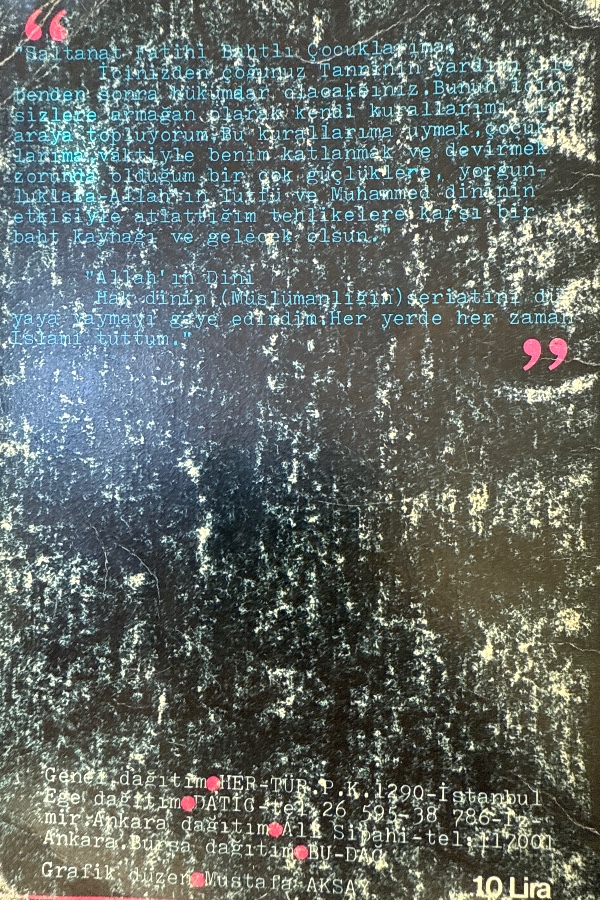 "Saltanat Fatihi Bahtlı Çocuklarıma,
İçinizden çoğunuz Tanrının yardımı ile
benden sonra hükümdar olacaksınız.Bunun için
sizlere armağan olarak kendi kurallarımı bir
araya topluyorum.Bu kurallarıma uymak,çocuk-
larıma,vaktiyle benim katlanmak ve devirmek
zorunda olduğum bir çok güçlüklere, yorgun-
luklara,Allah'ın lutfu ve Muhammed dininin
etkisiyle atlattığım tehlikelere karşı bir
baht kaynağı ve gelecek olsun."
"Allah'ın Dini
Hak dinin(Müslümanlığın)şeriatini dün-
yaya yaymayı gaye edindim.Her yerde her zaman
İslamı tuttum."
Genel dağıtım HER-TÜR.P.K.1290-İstanbul
Ege dağıtım DATİC-tel.26 595-38 786-İz-
mir.Ankara dağıtım Ali Sipahi-tel:117001
Ankara.Bursa dağıtım BU-DAĞ
Grafik düzen Mustafa AKSAY
10 Lira